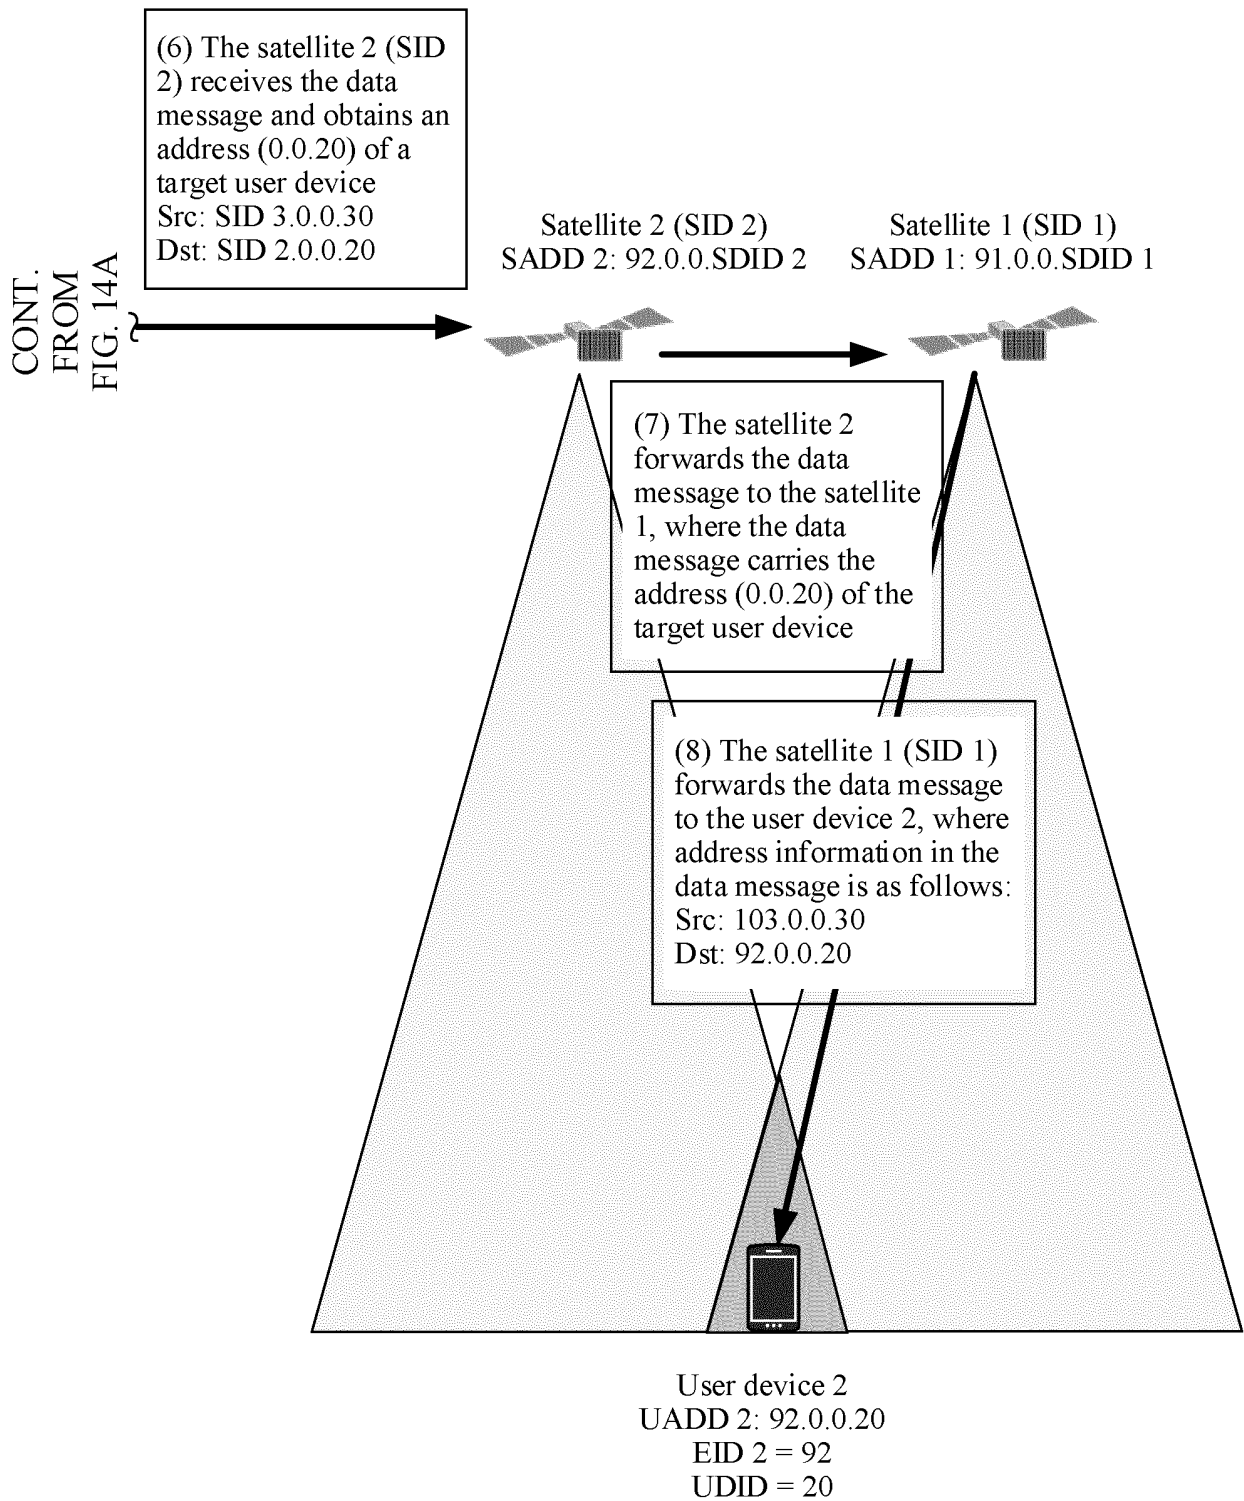 (6) The satellite 2 (SID
2) receives the data
message and obtains an
address (0.0.20) of a
target user device
Src: SID 3.0.0.30
Dst: SID 2.0.0.20
CONT.
FROM
FIG. 14A
Satellite 2 (SID 2)
SADD 2: 92.0.0.SDID 2
Satellite 1 (SID 1)
SADD 1: 91.0.0.SDID 1
(7) The satellite 2
forwards the data
message to the satellite
1, where the data
message carries the
address (0.0.20) of the
target user device
(8) The satellite 1 (SID 1)
forwards the data message
to the user device 2, where
address information in the
data message is as follows:
Src: 103.0.0.30
Dst: 92.0.0.20
User device 2
UADD 2: 92.0.0.20
EID 2 = 92
UDID = 20